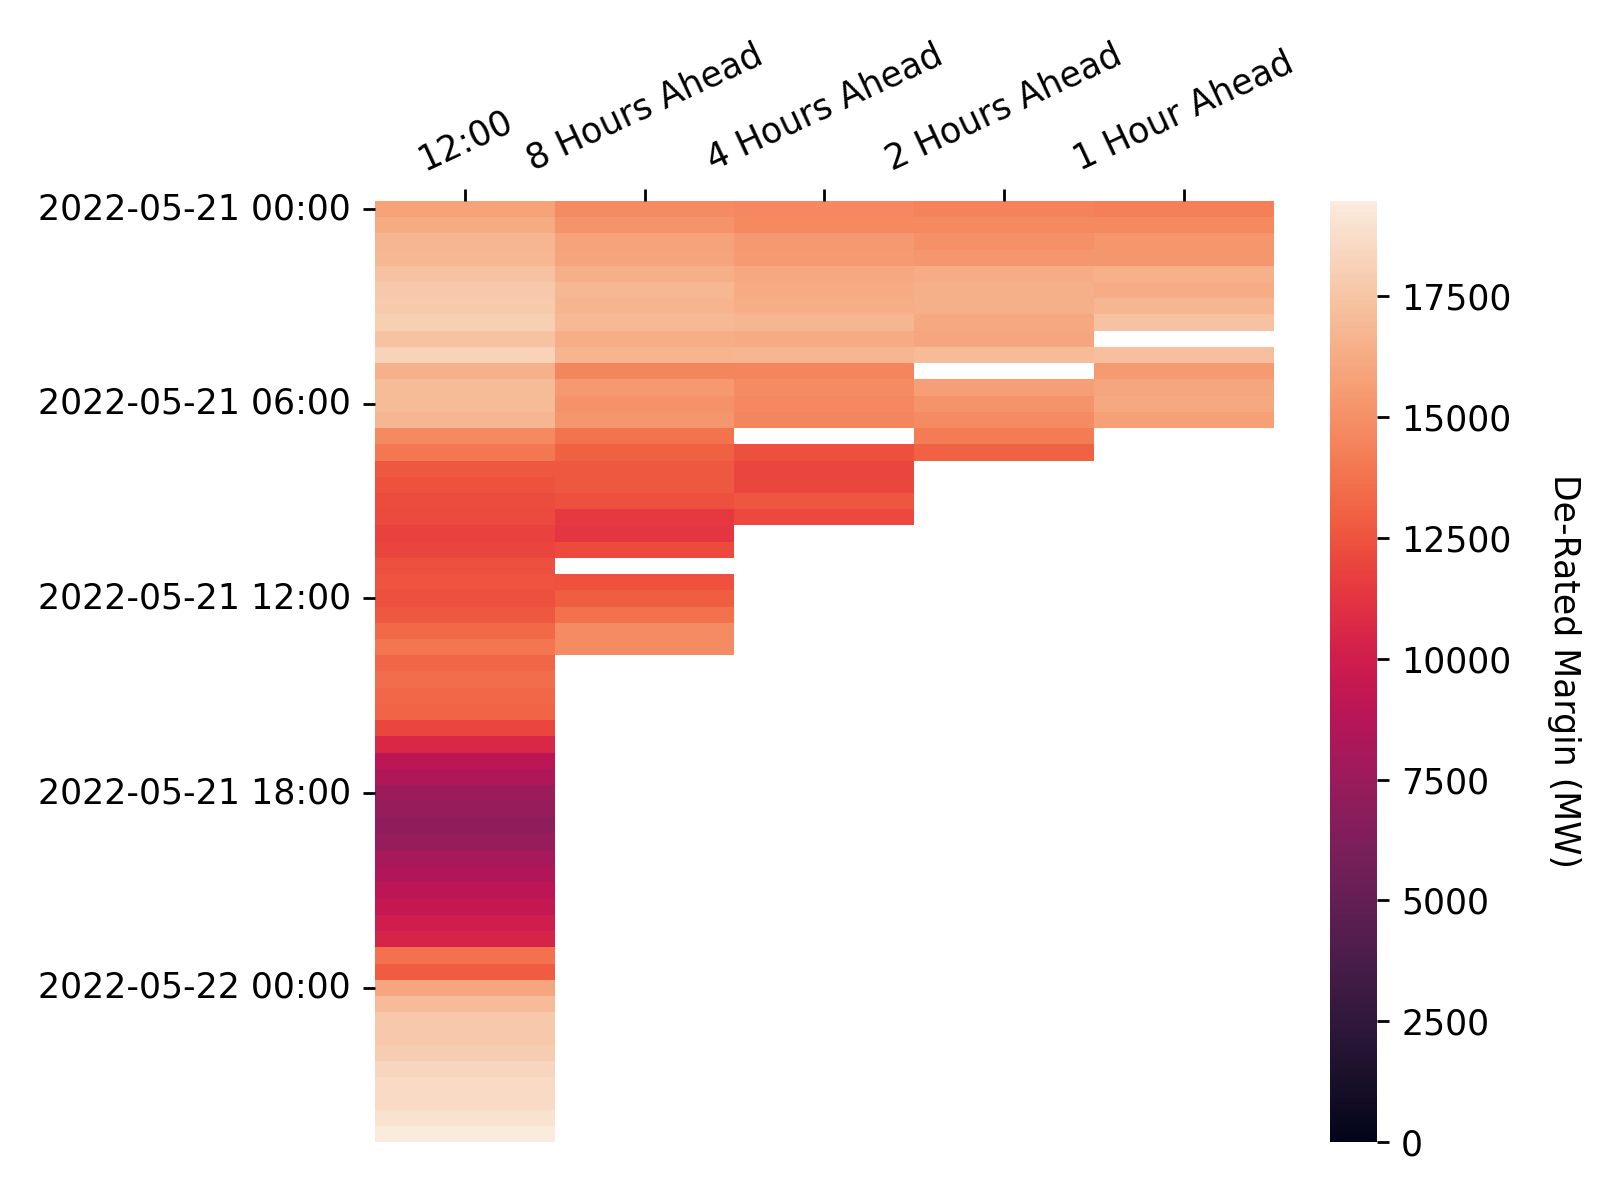 12:00
8 Hours Ahead
4 Hours Ahead
2 Hours Ahead
1 Hour Ahead
2022-05-21 00:00
2022-05-21 06:00
2022-05-21 12:00
2022-05-21 18:00
2022-05-22 00:00
17500
15000
12500
10000
7500
5000
2500
0
De-Rated Margin (MW)